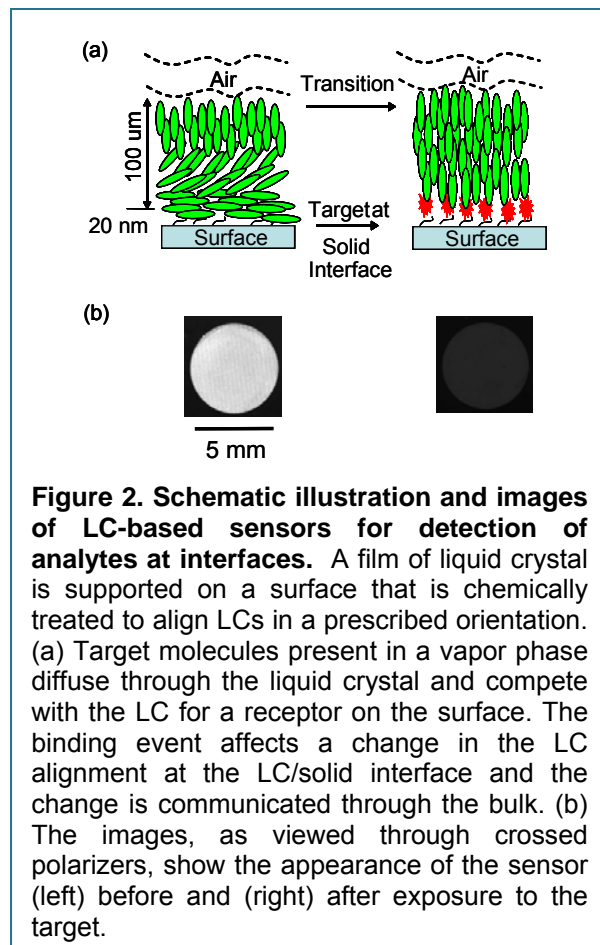 (a)
Air
Transition
Air
100 um
20 nm
Surface
Target at
Solid
Interface
Surface
(b)
5 mm
Figure 2. Schematic illustration and images
of LC-based sensors for detection of
analytes at interfaces. A film of liquid crystal
is supported on a surface that is chemically
treated to align LCs in a prescribed orientation.
(a) Target molecules present in a vapor phase
diffuse through the liquid crystal and compete
with the LC for a receptor on the surface. The
binding event affects a change in the LC
alignment at the LC/solid interface and the
change is communicated through the bulk. (b)
The images, as viewed through crossed
polarizers, show the appearance of the sensor
(left) before and (right) after exposure to the
target.